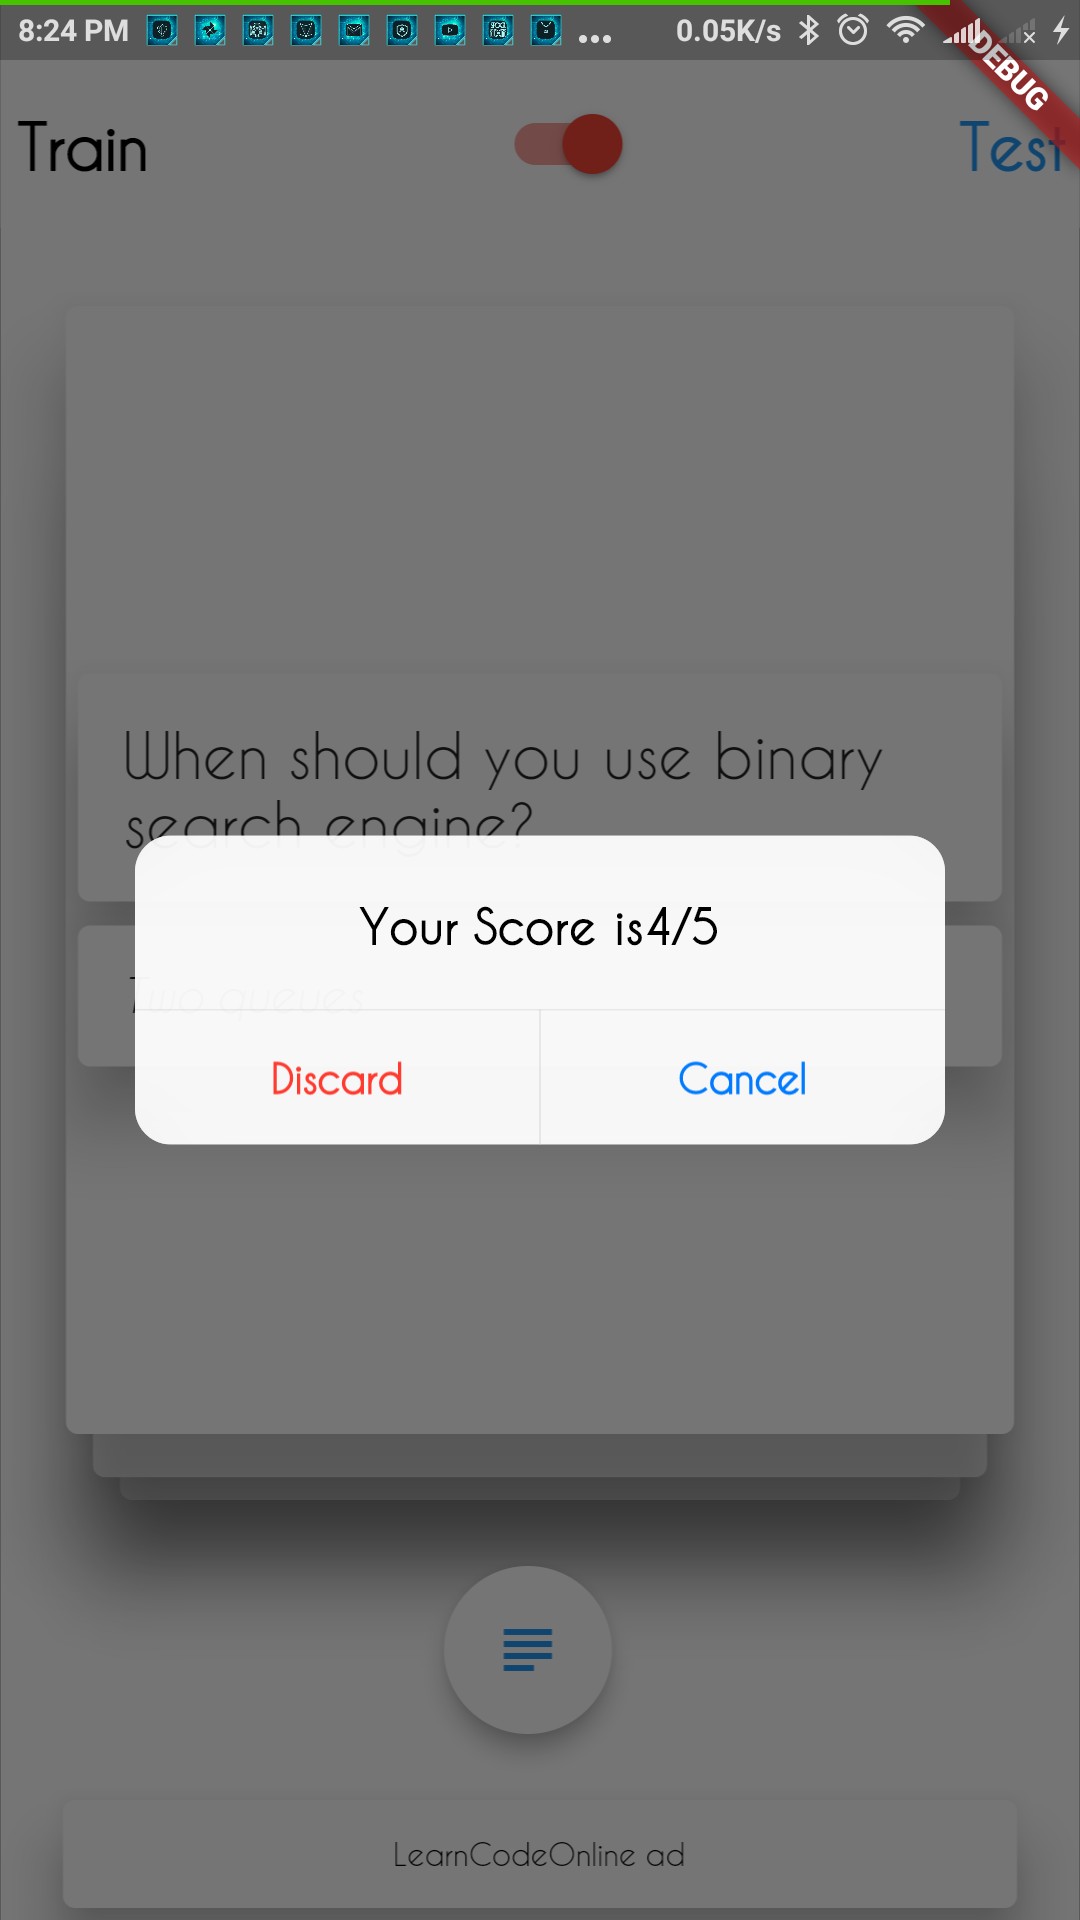 8:24 PM ... 0.05K/s
DEBUG
Train Test
When should you use binary
search engine?
Your Score is4/5
Two queues
Discard Cancel
LearnCodeOnline ad